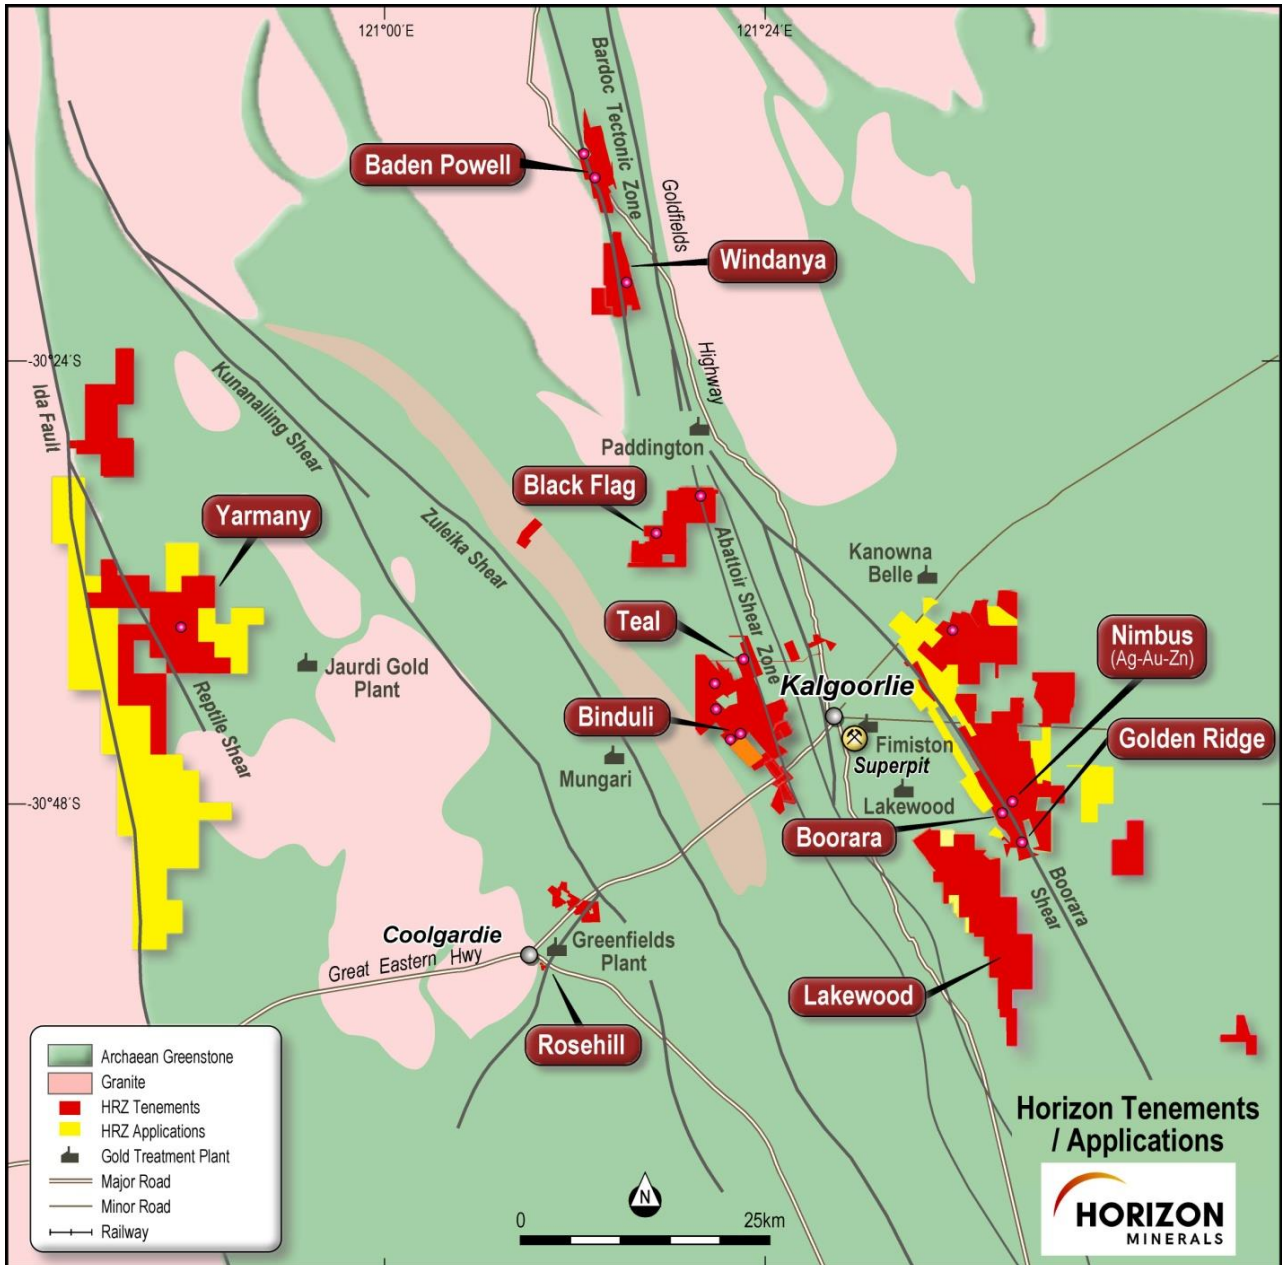 121°00´E
121°24´E
Bardoc Tectonic Zone
Baden Powell
Goldfields
Windanya
Highway
-30°24´S
Ida Fault
Kunanalling Shear
Paddington
Black Flag
Yarmany
Zuleika Shear
Abattoir Shear Zone
Kanowna
Belle
Teal
Nimbus
(Ag-Au-Zn)
Jaurdi Gold
Plant
Reptile Shear
Kalgoorlie
Binduli
Golden Ridge
Fimiston
Superpit
Mungari
-30°48´S
Lakewood
Boorara
Boorara
Shear
Coolgardie
Greenfields
Plant
Great Eastern Hwy
Lakewood
Rosehill
Archaean Greenstone
Granite
HRZ Tenements
HRZ Applications
Gold Treatment Plant
Major Road
Minor Road
Railway
N
0
25km
Horizon Tenements
/ Applications
HORIZON
MINERALS